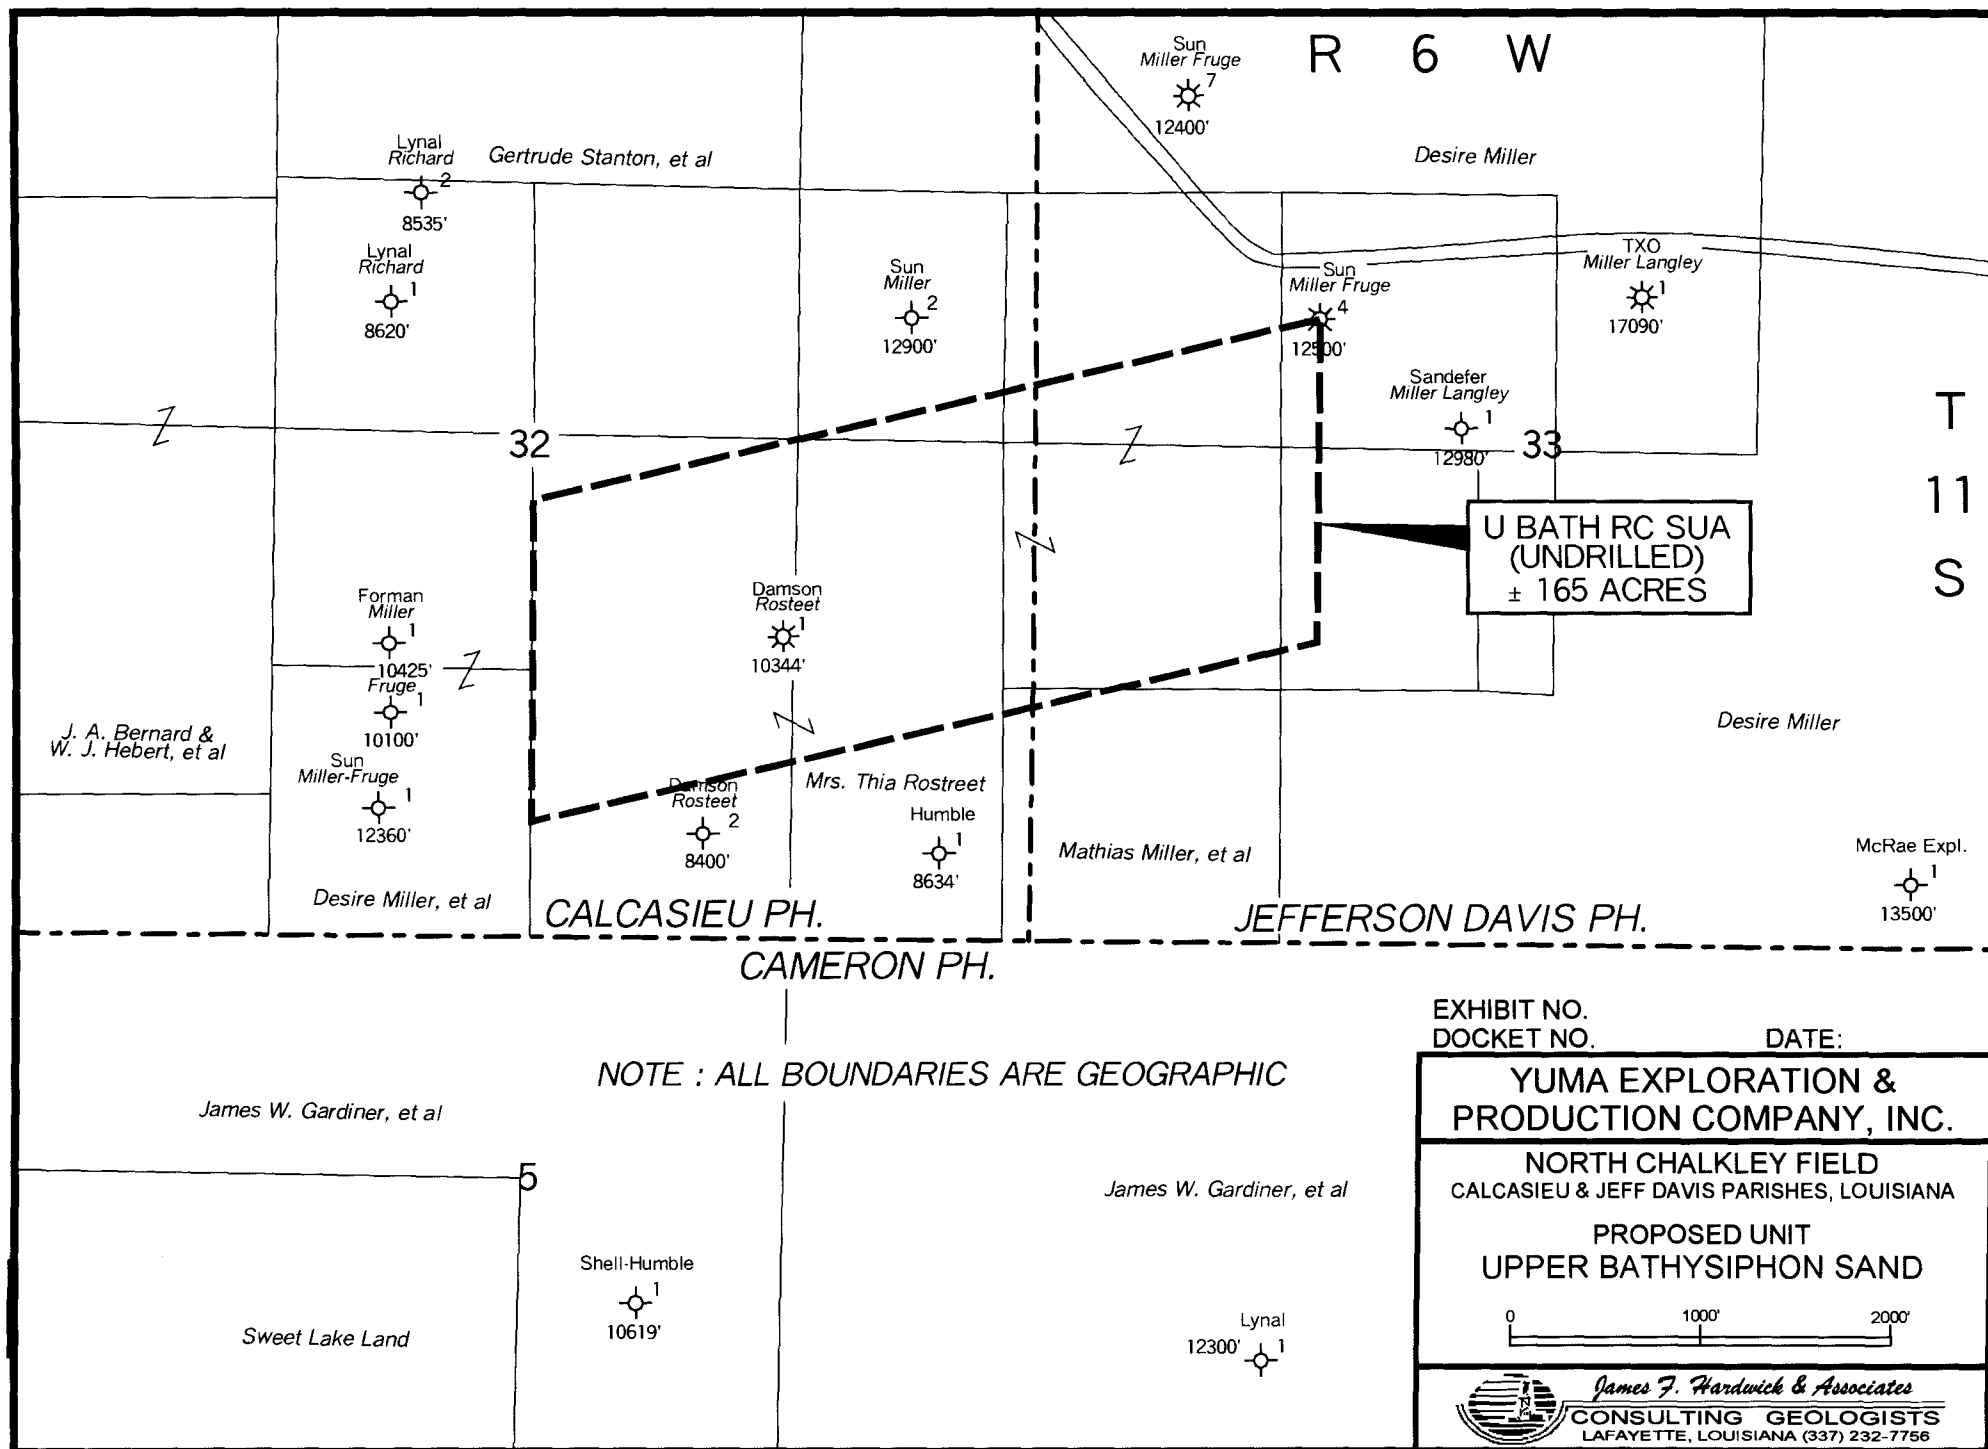 R 6 W
Sun
Miller Fruge
7
12400'
Lynal
Richard
2
8535'
Gertrude Stanton, et al
Desire Miller
Lynal
Richard
1
8620'
Sun
Miller
2
12900'
Sun
Miller Fruge
4
12500'
TXO
Miller Langley
1
17090'
Sandefer
Miller Langley
1
12980'
32
33
T
11
S
U BATH RC SUA
(UNDRILLED)
± 165 ACRES
Forman
Miller
1
10425'
Damson
Rosteet
1
10344'
Fruge
1
10100'
J. A. Bernard &
W. J. Hebert, et al
Desire Miller
Sun
Miller-Fruge
1
12360'
Damson
Rosteet
2
8400'
Mrs. Thia Rostreet
Humble
1
8634'
Mathias Miller, et al
McRae Expl.
1
13500'
Desire Miller, et al
CALCASIEU PH.
JEFFERSON DAVIS PH.
CAMERON PH.
NOTE : ALL BOUNDARIES ARE GEOGRAPHIC
James W. Gardiner, et al
5
James W. Gardiner, et al
Shell-Humble
1
10619'
Sweet Lake Land
Lynal
12300' 1
EXHIBIT NO.
DOCKET NO. DATE:
YUMA EXPLORATION &
PRODUCTION COMPANY, INC.
NORTH CHALKLEY FIELD
CALCASIEU & JEFF DAVIS PARISHES, LOUISIANA
PROPOSED UNIT
UPPER BATHYSIPHON SAND
0 1000' 2000'
James F. Hardwick & Associates
CONSULTING GEOLOGISTS
LAFAYETTE, LOUISIANA (337) 232-7756